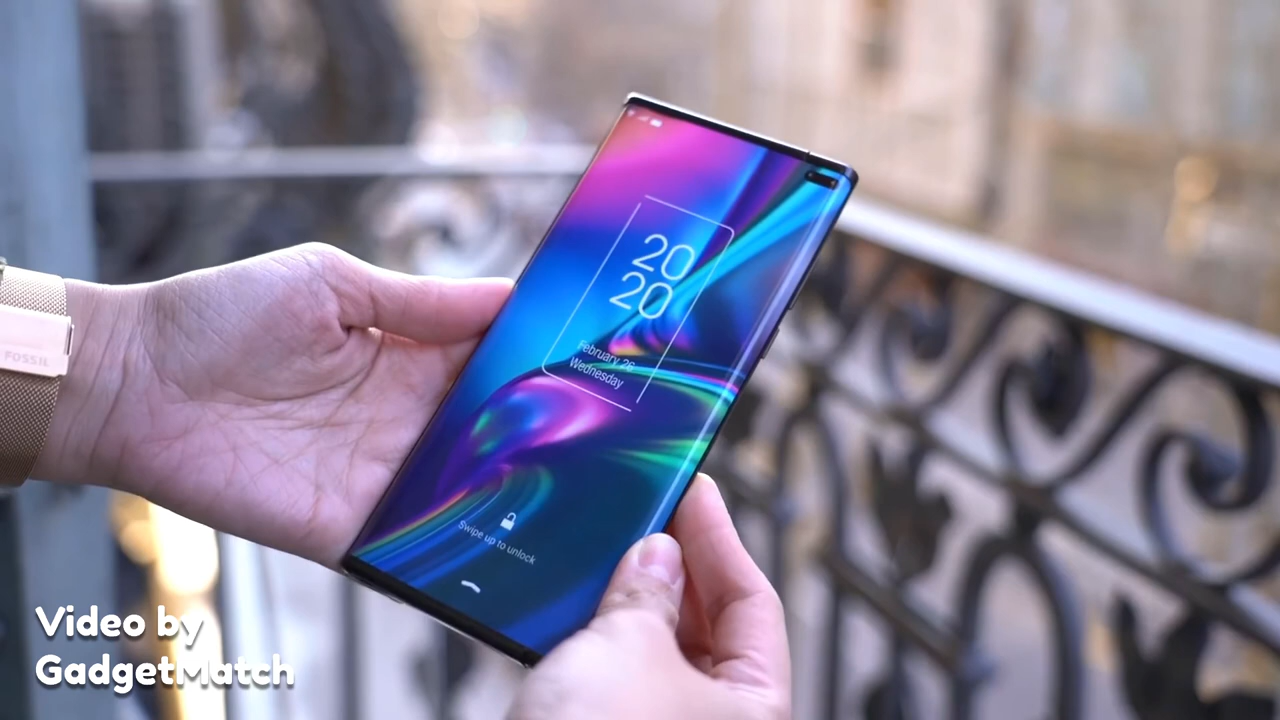 20
20
February 26
Wednesday
Swipe up to unlock
FOSSIL
Video by
GadgetMatch